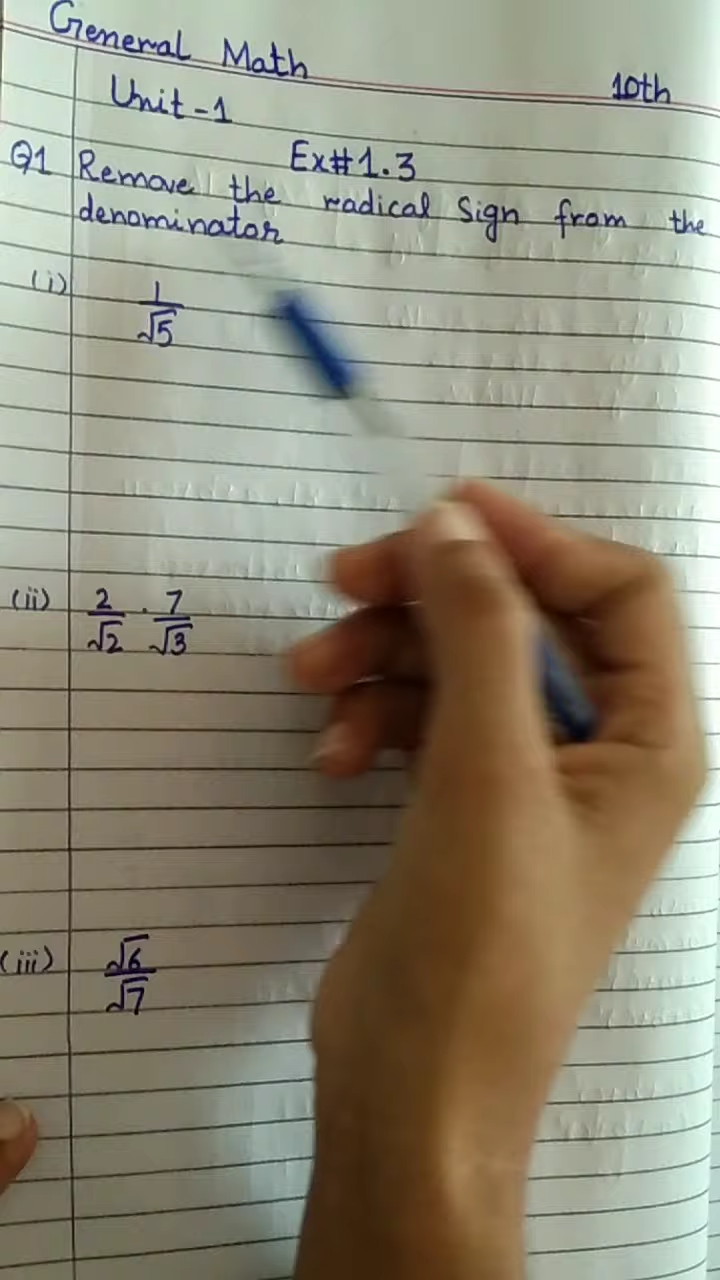 General Math 10th
Unit-1
Ex#1.3
Q1 Remove the radical Sign from the
denominator
(i) 1/√5
(ii) 2/√2 · 7/√3
(iii) √6/√7